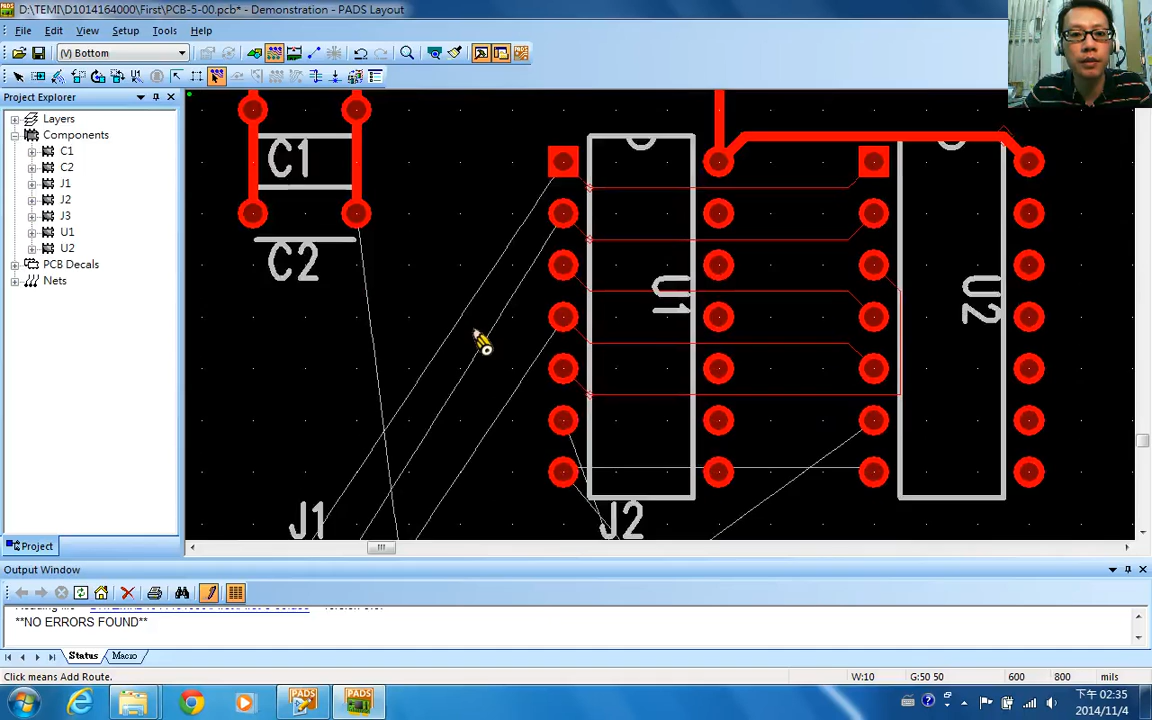 D:\TEMI\D1014164000\First\PCB-5-00.pcb* - Demonstration - PADS Layout
File Edit View Setup Tools Help
(V) Bottom
Project Explorer
Layers
Components
C1
C2
J1
J2
J3
U1
U2
PCB Decals
Nets
Project
C1
C2
U1
U2
J1
J2
Output Window
**NO ERRORS FOUND**
Status Macro
Click means Add Route.
W:10 G:50 50 600 800 mils
PADS PADS
下午 02:35
2014/11/4